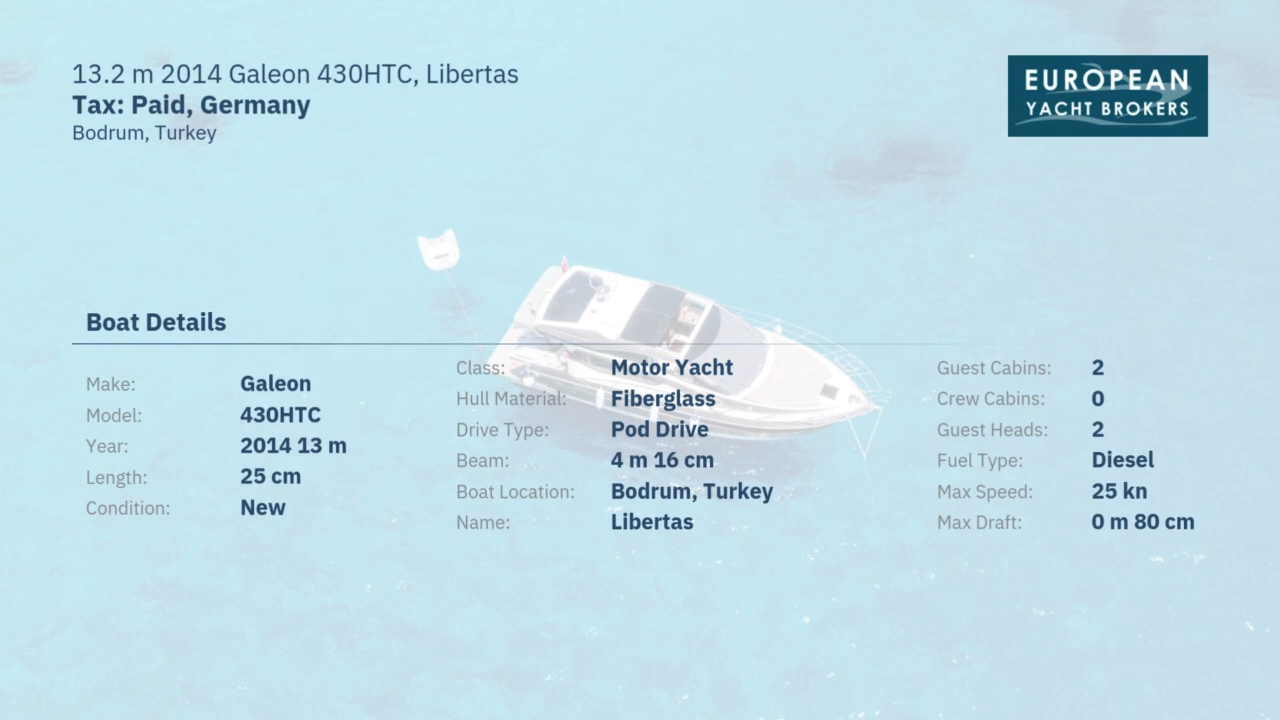 13.2 m 2014 Galeon 430HTC, Libertas
Tax: Paid, Germany
Bodrum, Turkey
EUROPEAN
YACHT BROKERS
Boat Details
Make: Galeon
Model: 430HTC
Year: 2014 13 m
Length: 25 cm
Condition: New
Class: Motor Yacht
Hull Material: Fiberglass
Drive Type: Pod Drive
Beam: 4 m 16 cm
Boat Location: Bodrum, Turkey
Name: Libertas
Guest Cabins: 2
Crew Cabins: 0
Guest Heads: 2
Fuel Type: Diesel
Max Speed: 25 kn
Max Draft: 0 m 80 cm